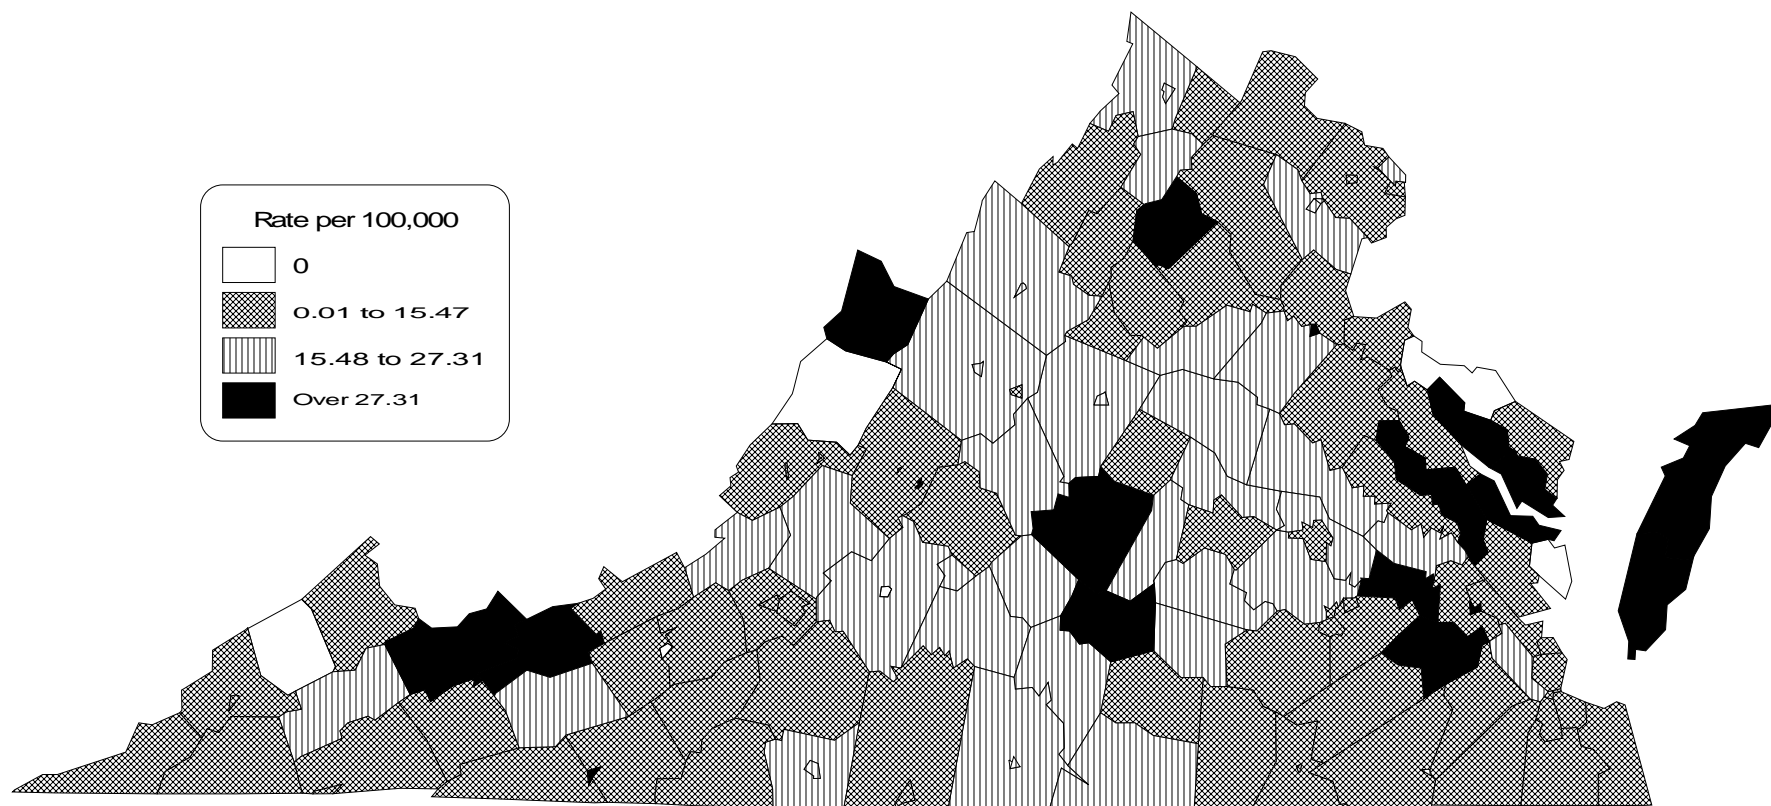 Rate per 100,000
0
0.01 to 15.47
15.48 to 27.31
Over 27.31